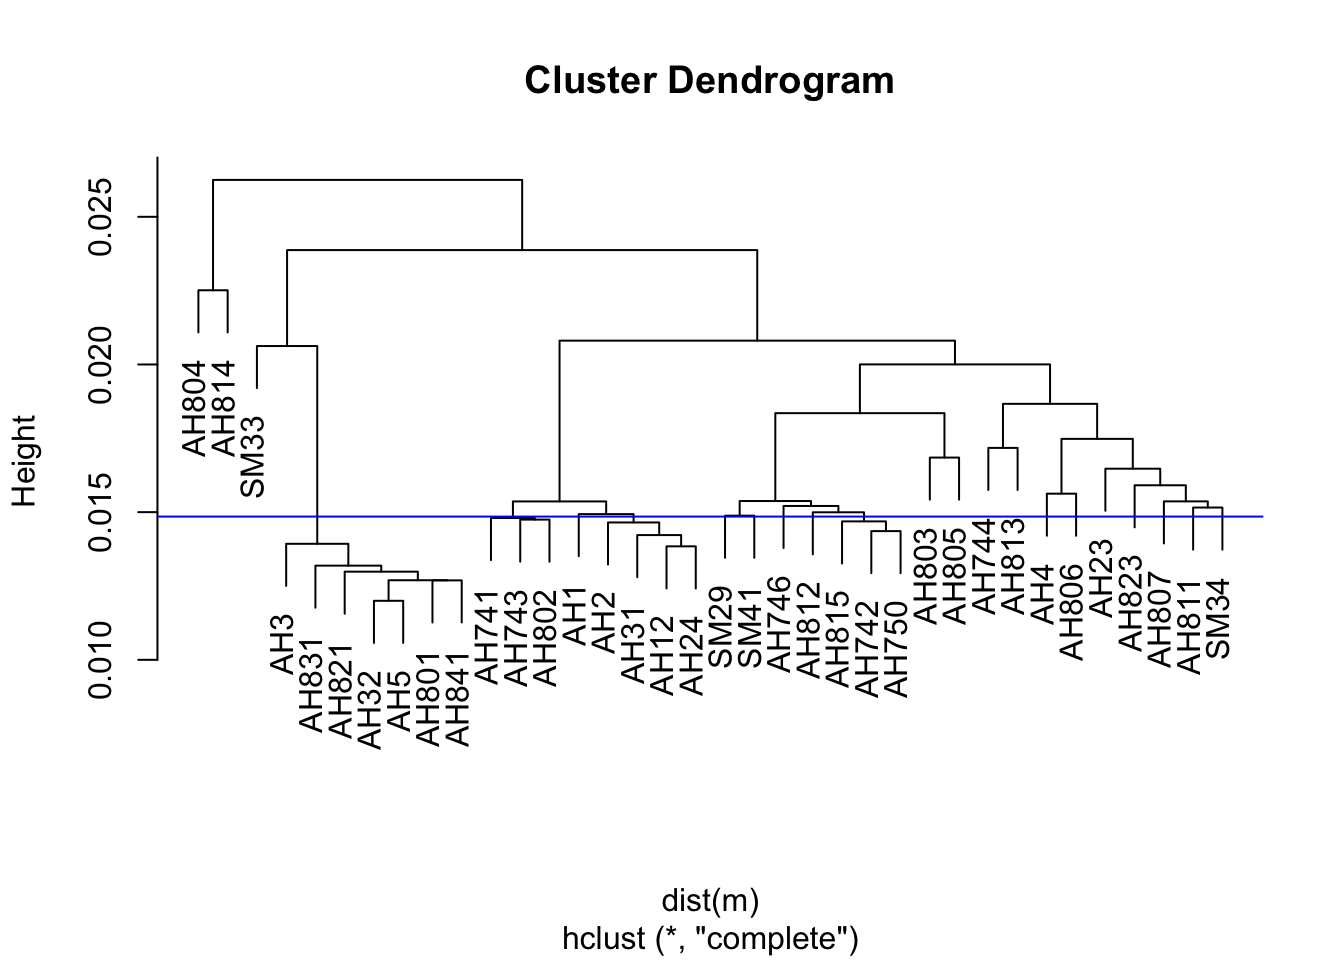 Cluster Dendrogram
Height
0.025
0.020
0.015
0.010
AH804
AH814
SM33
AH3
AH831
AH821
AH32
AH5
AH801
AH841
AH741
AH743
AH802
AH1
AH2
AH31
AH12
AH24
SM29
SM41
AH746
AH812
AH815
AH742
AH750
AH803
AH805
AH744
AH813
AH4
AH806
AH23
AH823
AH807
AH811
SM34
dist(m)
hclust (*, "complete")